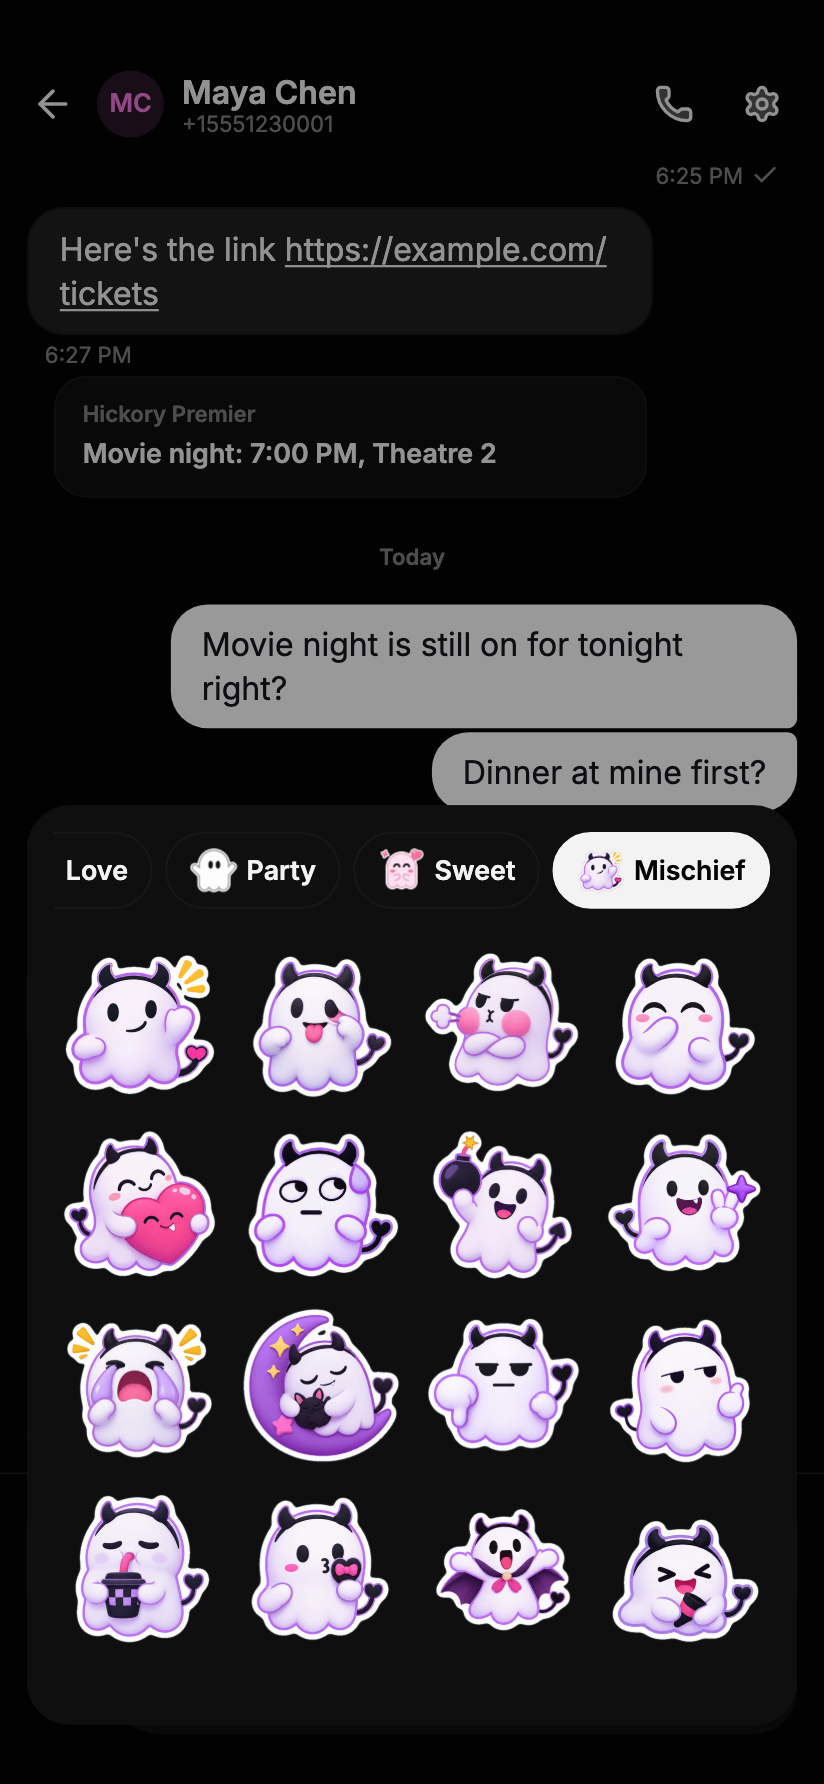 MC
Maya Chen
+15551230001
6:25 PM
Here's the link https://example.com/
tickets
6:27 PM
Hickory Premier
Movie night: 7:00 PM, Theatre 2
Today
Movie night is still on for tonight
right?
Dinner at mine first?
Love
Party
Sweet
Mischief